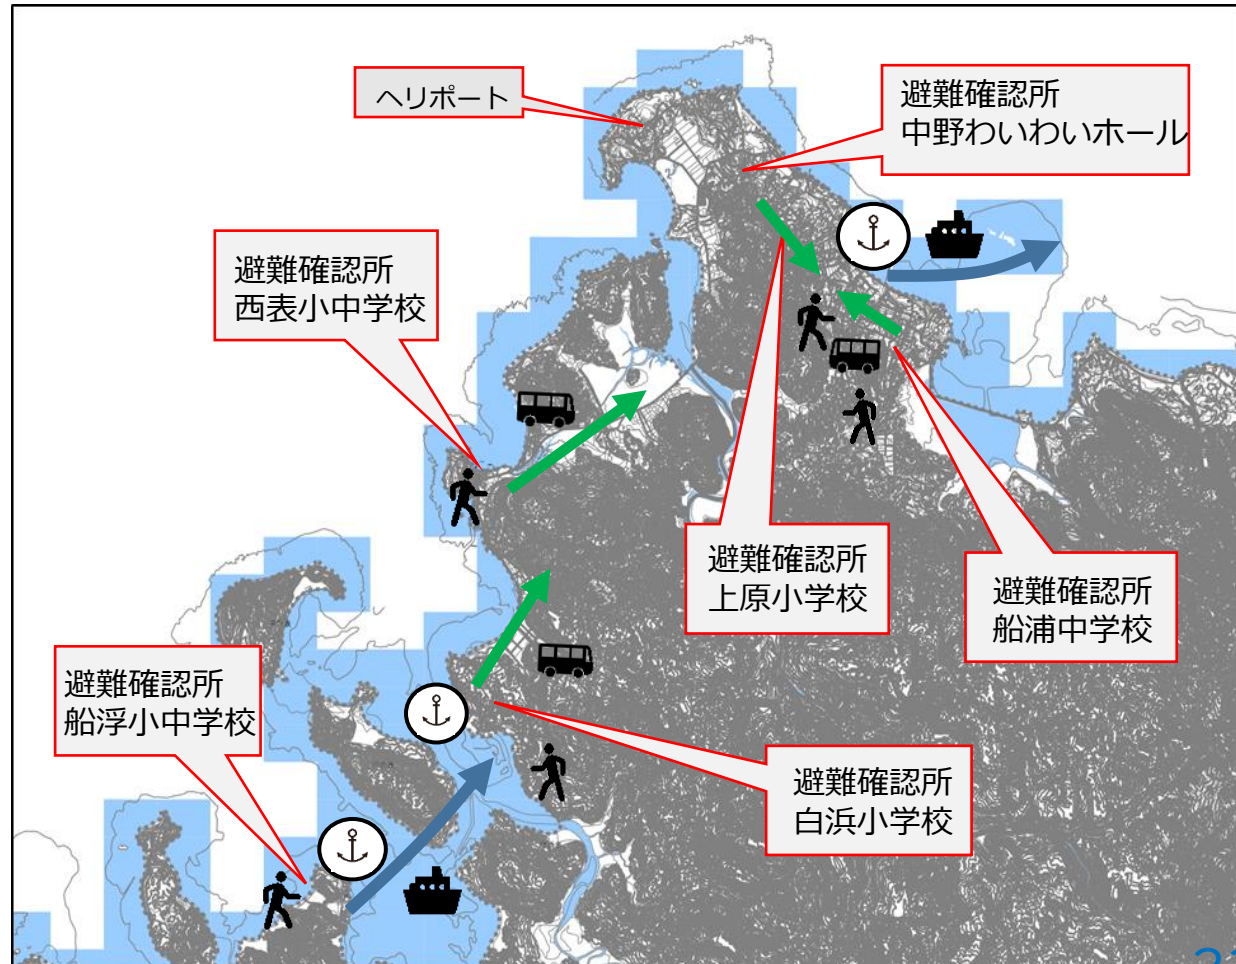 ヘリポート
避難確認所
中野わいわいホール
避難確認所
西表小中学校
避難確認所
上原小学校
避難確認所
船浦中学校
避難確認所
船浮小中学校
避難確認所
白浜小学校